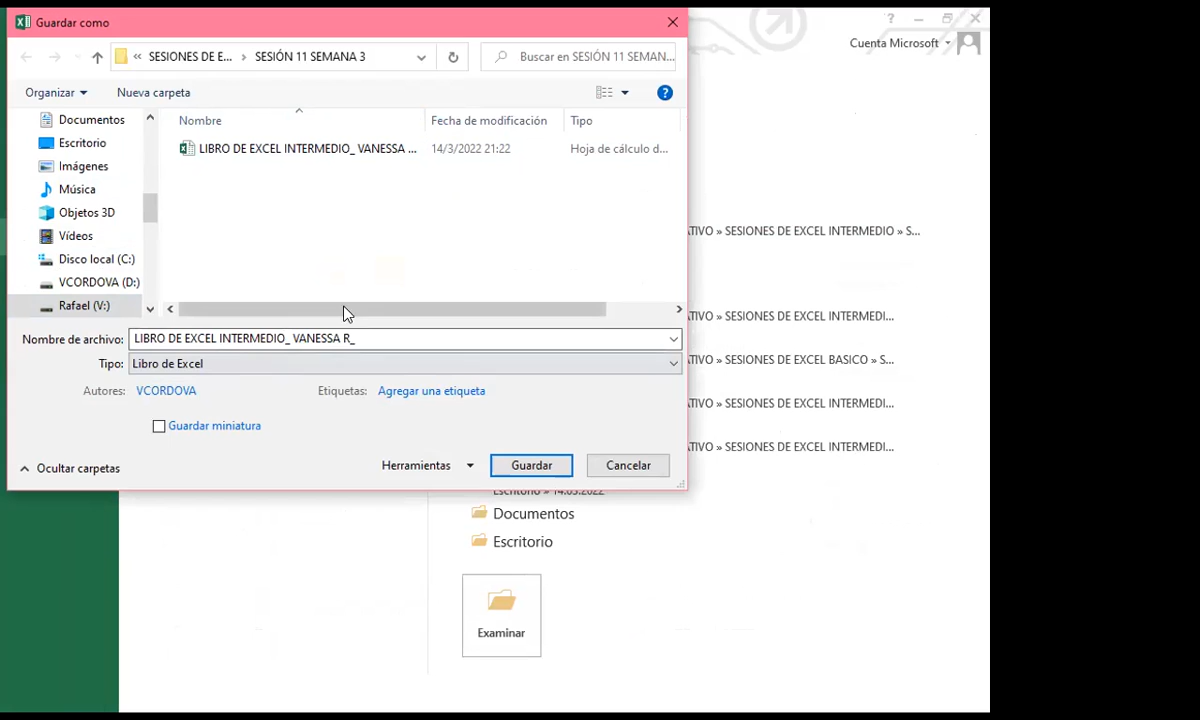 Guardar como
?
Cuenta Microsoft
« SESIONES DE E... › SESIÓN 11 SEMANA 3
Buscar en SESIÓN 11 SEMAN...
Organizar
Nueva carpeta
?
Documentos
Escritorio
Imágenes
Música
Objetos 3D
Vídeos
Disco local (C:)
VCORDOVA (D:)
Rafael (V:)
Nombre Fecha de modificación Tipo
LIBRO DE EXCEL INTERMEDIO_ VANESSA ... 14/3/2022 21:22 Hoja de cálculo d...
ATIVO » SESIONES DE EXCEL INTERMEDIO » S...
ATIVO » SESIONES DE EXCEL INTERMEDI...
ATIVO » SESIONES DE EXCEL BASICO » S...
ATIVO » SESIONES DE EXCEL INTERMEDI...
ATIVO » SESIONES DE EXCEL INTERMEDI...
Nombre de archivo: LIBRO DE EXCEL INTERMEDIO_ VANESSA R_
Tipo: Libro de Excel
Autores: VCORDOVA
Etiquetas: Agregar una etiqueta
Guardar miniatura
Ocultar carpetas
Herramientas
Guardar
Cancelar
Escritorio » 14.03.2022
Documentos
Escritorio
Examinar